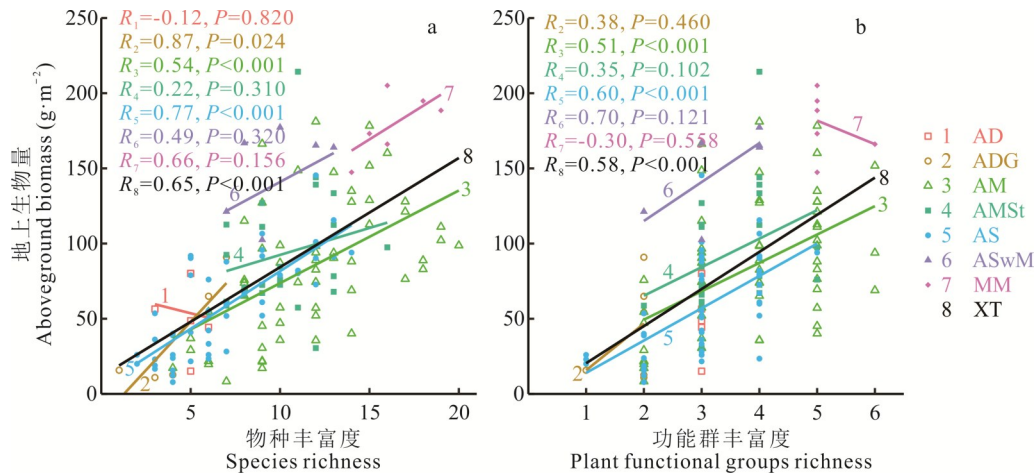 a
R₁=-0.12, P=0.820
R₂=0.87, P=0.024
R₃=0.54, P<0.001
R₄=0.22, P=0.310
R₅=0.77, P<0.001
R₆=0.49, P=0.320
R₇=0.66, P=0.156
R₈=0.65, P<0.001
地上生物量
Aboveground biomass (g·m⁻²)
250
200
150
100
50
0
1
2
3
4
5
6
7
8
5
10
15
20
物种丰富度
Species richness
b
R₂=0.38, P=0.460
R₃=0.51, P<0.001
R₄=0.35, P=0.102
R₅=0.60, P<0.001
R₆=0.70, P=0.121
R₇=-0.30, P=0.558
R₈=0.58, P<0.001
250
200
150
100
50
0
2
3
4
5
6
7
8
1
2
3
4
5
6
功能群丰富度
Plant functional groups richness
1 AD
2 ADG
3 AM
4 AMSt
5 AS
6 ASwM
7 MM
8 XT